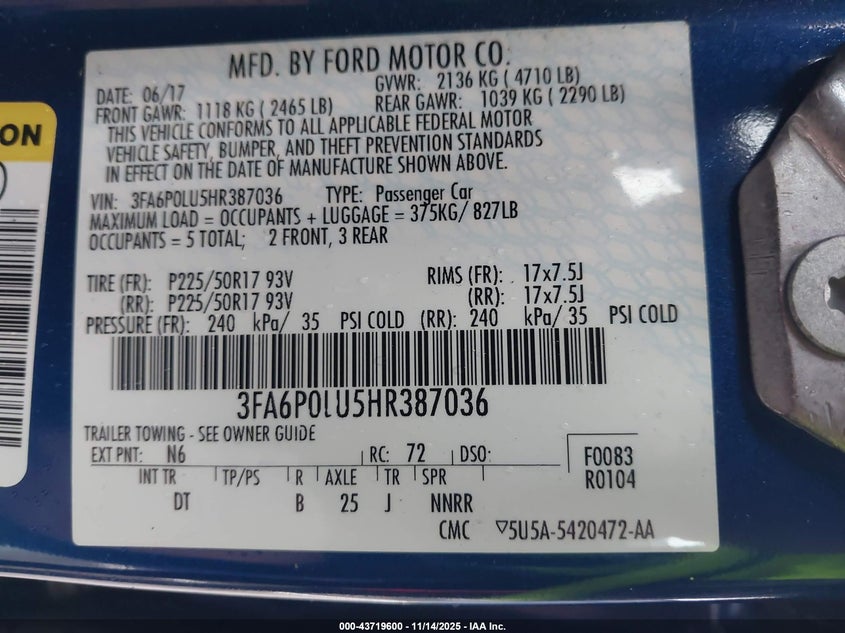 MFD. BY FORD MOTOR CO.
DATE: 06/17 GVWR: 2136 KG ( 4710 LB)
FRONT GAWR: 1118 KG ( 2465 LB) REAR GAWR: 1039 KG ( 2290 LB)
THIS VEHICLE CONFORMS TO ALL APPLICABLE FEDERAL MOTOR
VEHICLE SAFETY, BUMPER, AND THEFT PREVENTION STANDARDS
IN EFFECT ON THE DATE OF MANUFACTURE SHOWN ABOVE.
ON
VIN: 3FA6P0LU5HR387036 TYPE: Passenger Car
MAXIMUM LOAD = OCCUPANTS + LUGGAGE = 375KG/ 827LB
OCCUPANTS = 5 TOTAL; 2 FRONT, 3 REAR
TIRE (FR): P225/50R17 93V RIMS (FR): 17x7.5J
(RR): P225/50R17 93V (RR): 17x7.5J
PRESSURE (FR): 240 kPa/ 35 PSI COLD (RR): 240 kPa/ 35 PSI COLD
3FA6P0LU5HR387036
TRAILER TOWING - SEE OWNER GUIDE
EXT PNT: N6 RC: 72 DSO: F0083
INT TR TP/PS R AXLE TR SPR R0104
DT B 25 J NNRR
CMC ▽5U5A-5420472-AA
000-43719600 - 11/14/2025 - IAA Inc.